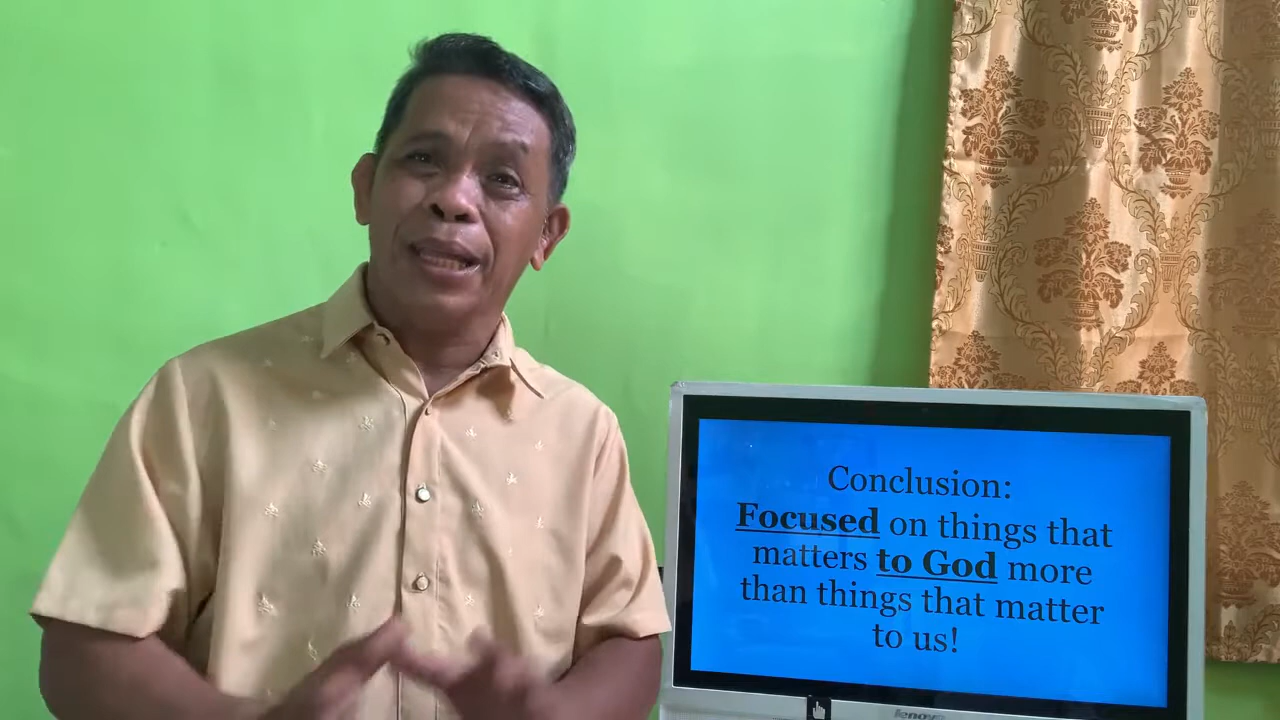 Conclusion:
Focused on things that
matters to God more
than things that matter
to us!
lenovo